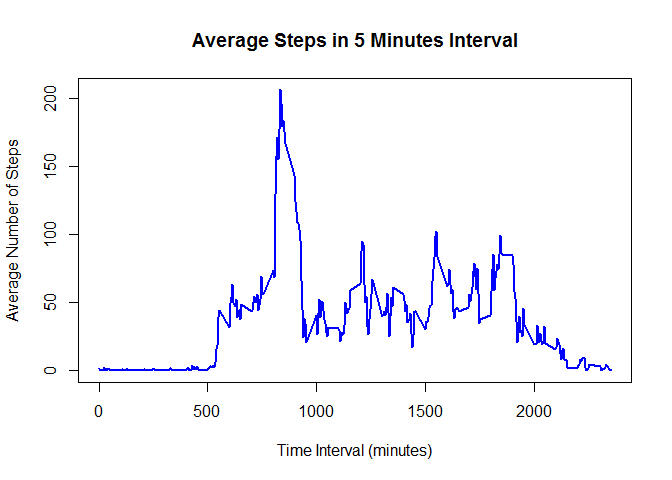 Average Steps in 5 Minutes Interval
Average Number of Steps
200
150
100
50
0
0 500 1000 1500 2000
Time Interval (minutes)